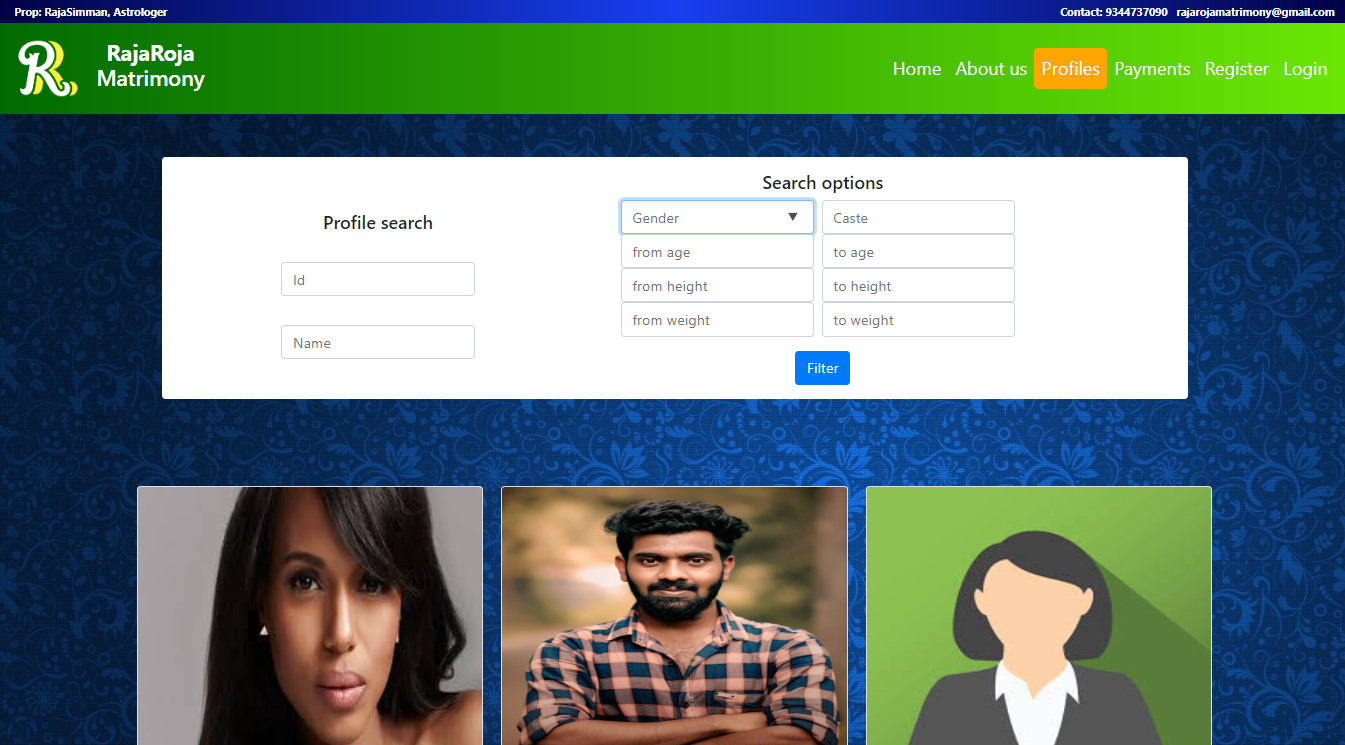 Prop: RajaSimman, Astrologer
Contact: 9344737090 rajarojamatrimony@gmail.com
R
RajaRoja
Matrimony
Home About us Profiles Payments Register Login
Profile search
Id
Name
Search options
Gender Caste
from age to age
from height to height
from weight to weight
Filter